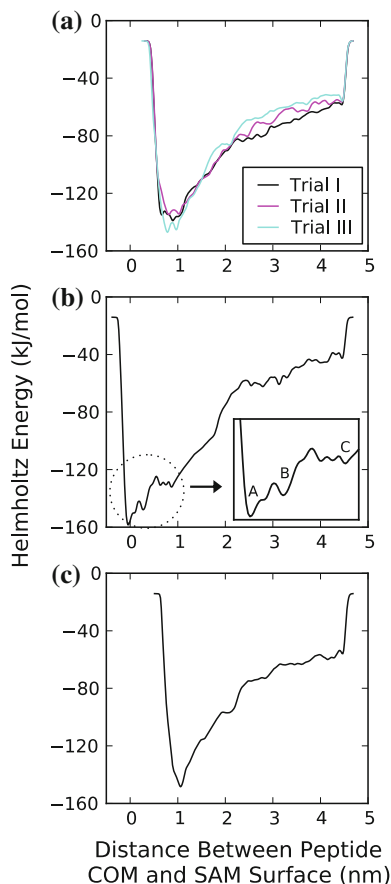 (a)
0
−40
−80
−120
−160
Trial I
Trial II
Trial III
0 1 2 3 4 5
(b)
0
−40
−80
−120
−160
A
B
C
0 1 2 3 4 5
(c)
0
−40
−80
−120
−160
0 1 2 3 4 5
Helmholtz Energy (kJ/mol)
Distance Between Peptide
COM and SAM Surface (nm)